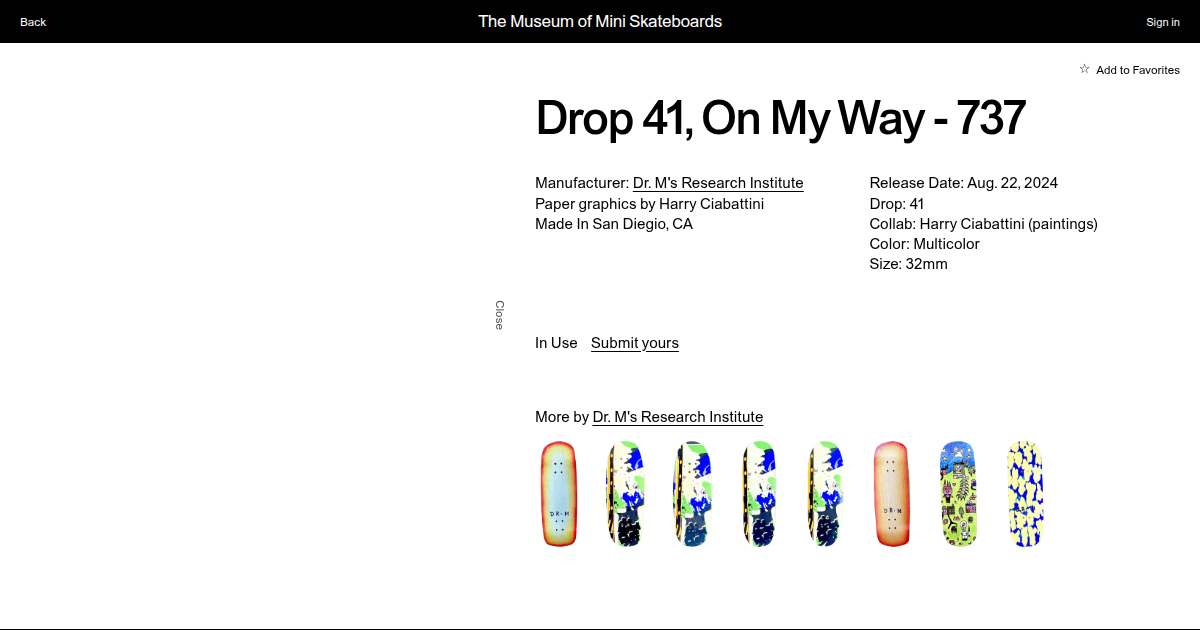 Back
The Museum of Mini Skateboards
Sign in
☆ Add to Favorites
Drop 41, On My Way - 737
Manufacturer: Dr. M's Research Institute
Paper graphics by Harry Ciabattini
Made In San Diegio, CA
Release Date: Aug. 22, 2024
Drop: 41
Collab: Harry Ciabattini (paintings)
Color: Multicolor
Size: 32mm
Close
In Use Submit yours
More by Dr. M's Research Institute
DR·M
DR·M